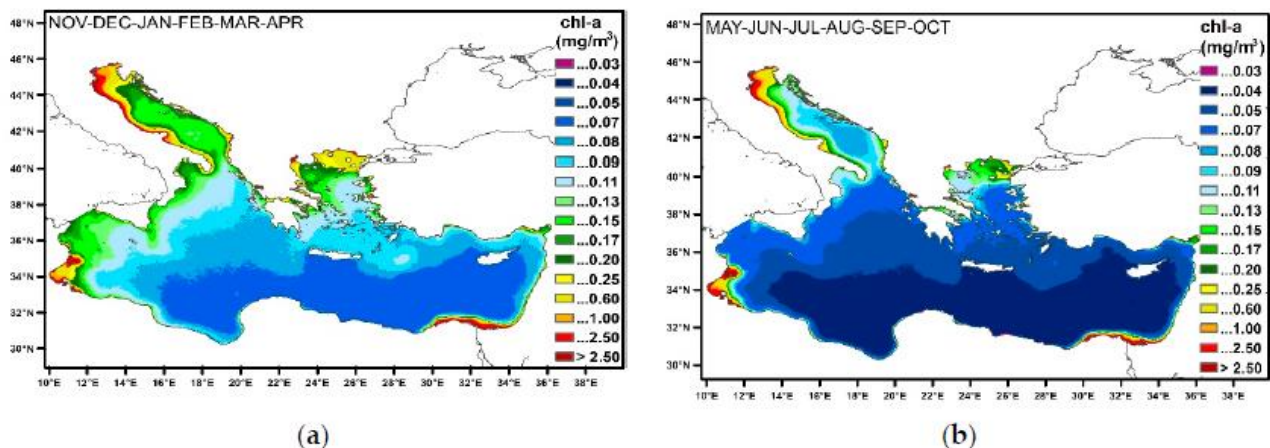 NOV-DEC-JAN-FEB-MAR-APR
chl-a
(mg/m³)
...0.03
...0.04
...0.05
...0.07
...0.08
...0.09
...0.11
...0.13
...0.15
...0.17
...0.20
...0.25
...0.60
...1.00
...2.50
> 2.50
48°N
46°N
44°N
42°N
40°N
38°N
36°N
34°N
32°N
30°N
10°E 12°E 14°E 16°E 18°E 20°E 22°E 24°E 26°E 28°E 30°E 32°E 34°E 36°E 38°E
(a)
MAY-JUN-JUL-AUG-SEP-OCT
chl-a
(mg/m³)
...0.03
...0.04
...0.05
...0.07
...0.08
...0.09
...0.11
...0.13
...0.15
...0.17
...0.20
...0.25
...0.60
...1.00
...2.50
> 2.50
48°N
46°N
44°N
42°N
40°N
38°N
36°N
34°N
32°N
30°N
10°E 12°E 14°E 16°E 18°E 20°E 22°E 24°E 26°E 28°E 30°E 32°E 34°E 36°E 38°E
(b)